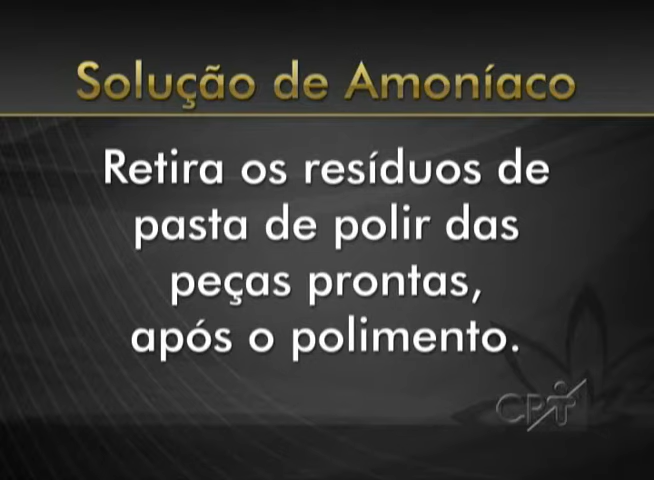 Solução de Amoníaco
Retira os resíduos de
pasta de polir das
peças prontas,
após o polimento.
CPT